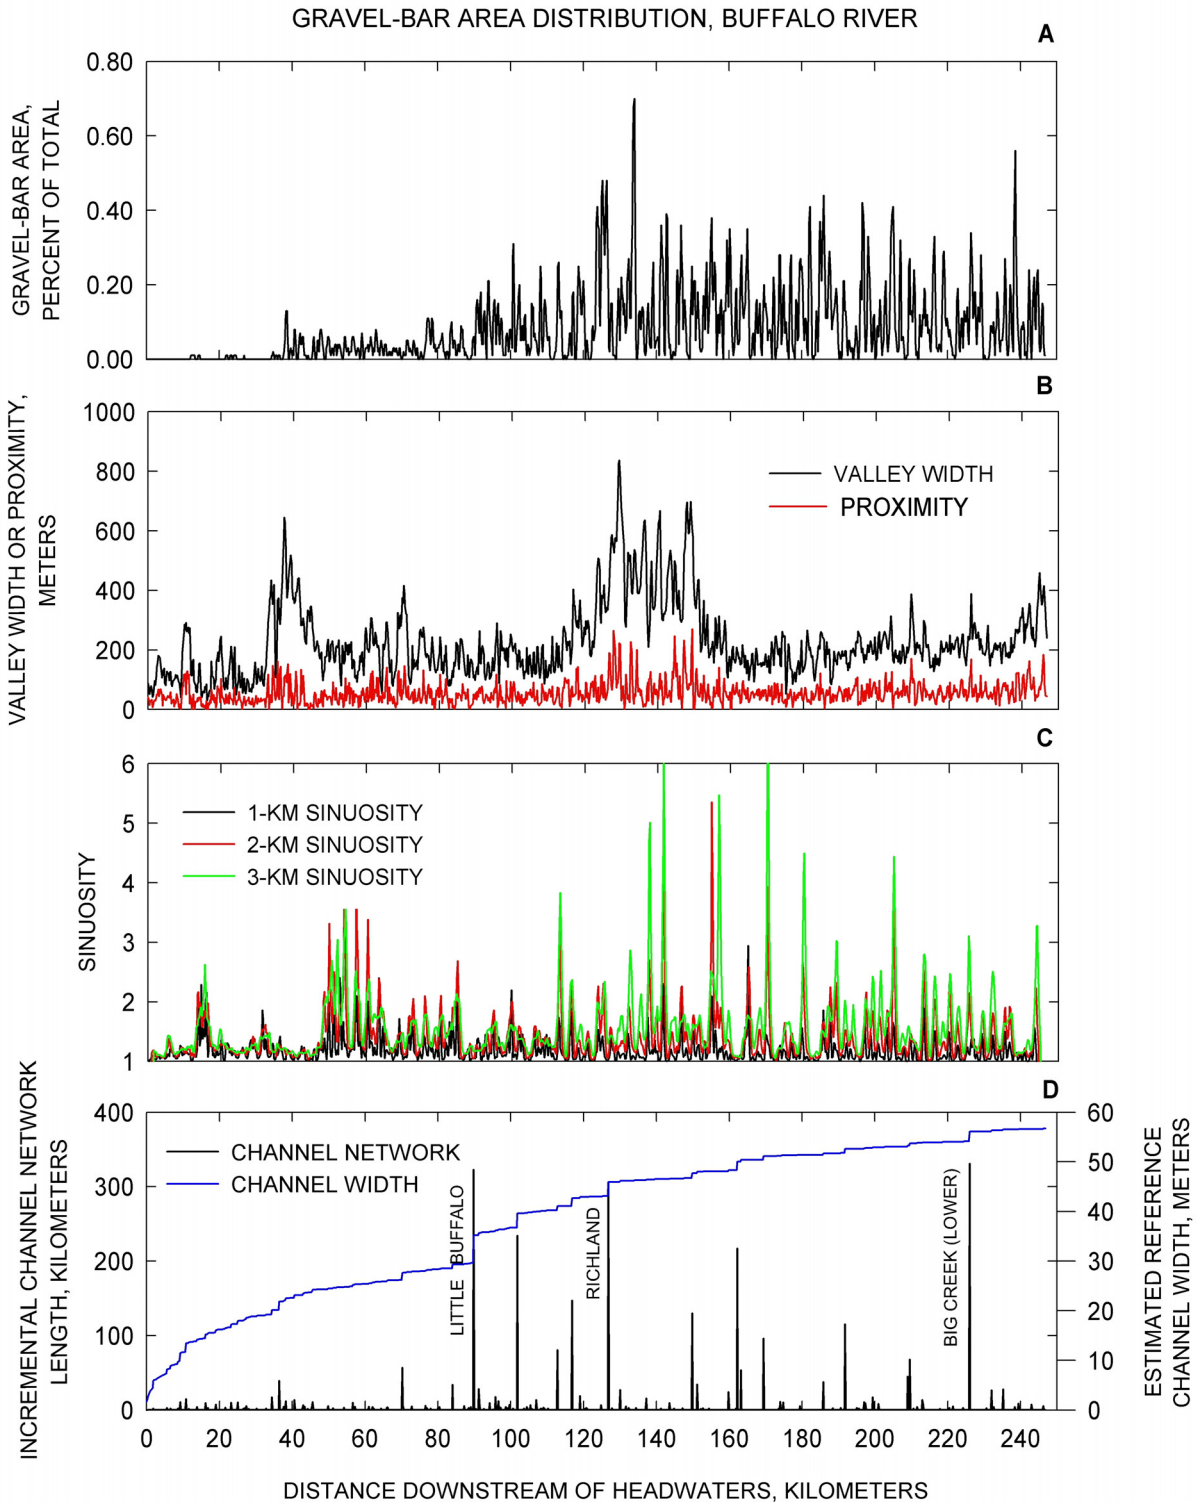 GRAVEL-BAR AREA DISTRIBUTION, BUFFALO RIVER
A
GRAVEL-BAR AREA,
PERCENT OF TOTAL
0.80
0.60
0.40
0.20
0.00
B
VALLEY WIDTH OR PROXIMITY,
METERS
1000
800
600
400
200
0
VALLEY WIDTH
PROXIMITY
C
SINUOSITY
6
5
4
3
2
1
1-KM SINUOSITY
2-KM SINUOSITY
3-KM SINUOSITY
D
INCREMENTAL CHANNEL NETWORK
LENGTH, KILOMETERS
400
300
200
100
0
CHANNEL NETWORK
CHANNEL WIDTH
LITTLE BUFFALO
RICHLAND
BIG CREEK (LOWER)
60
50
40
30
20
10
0
ESTIMATED REFERENCE
CHANNEL WIDTH, METERS
0 20 40 60 80 100 120 140 160 180 200 220 240
DISTANCE DOWNSTREAM OF HEADWATERS, KILOMETERS